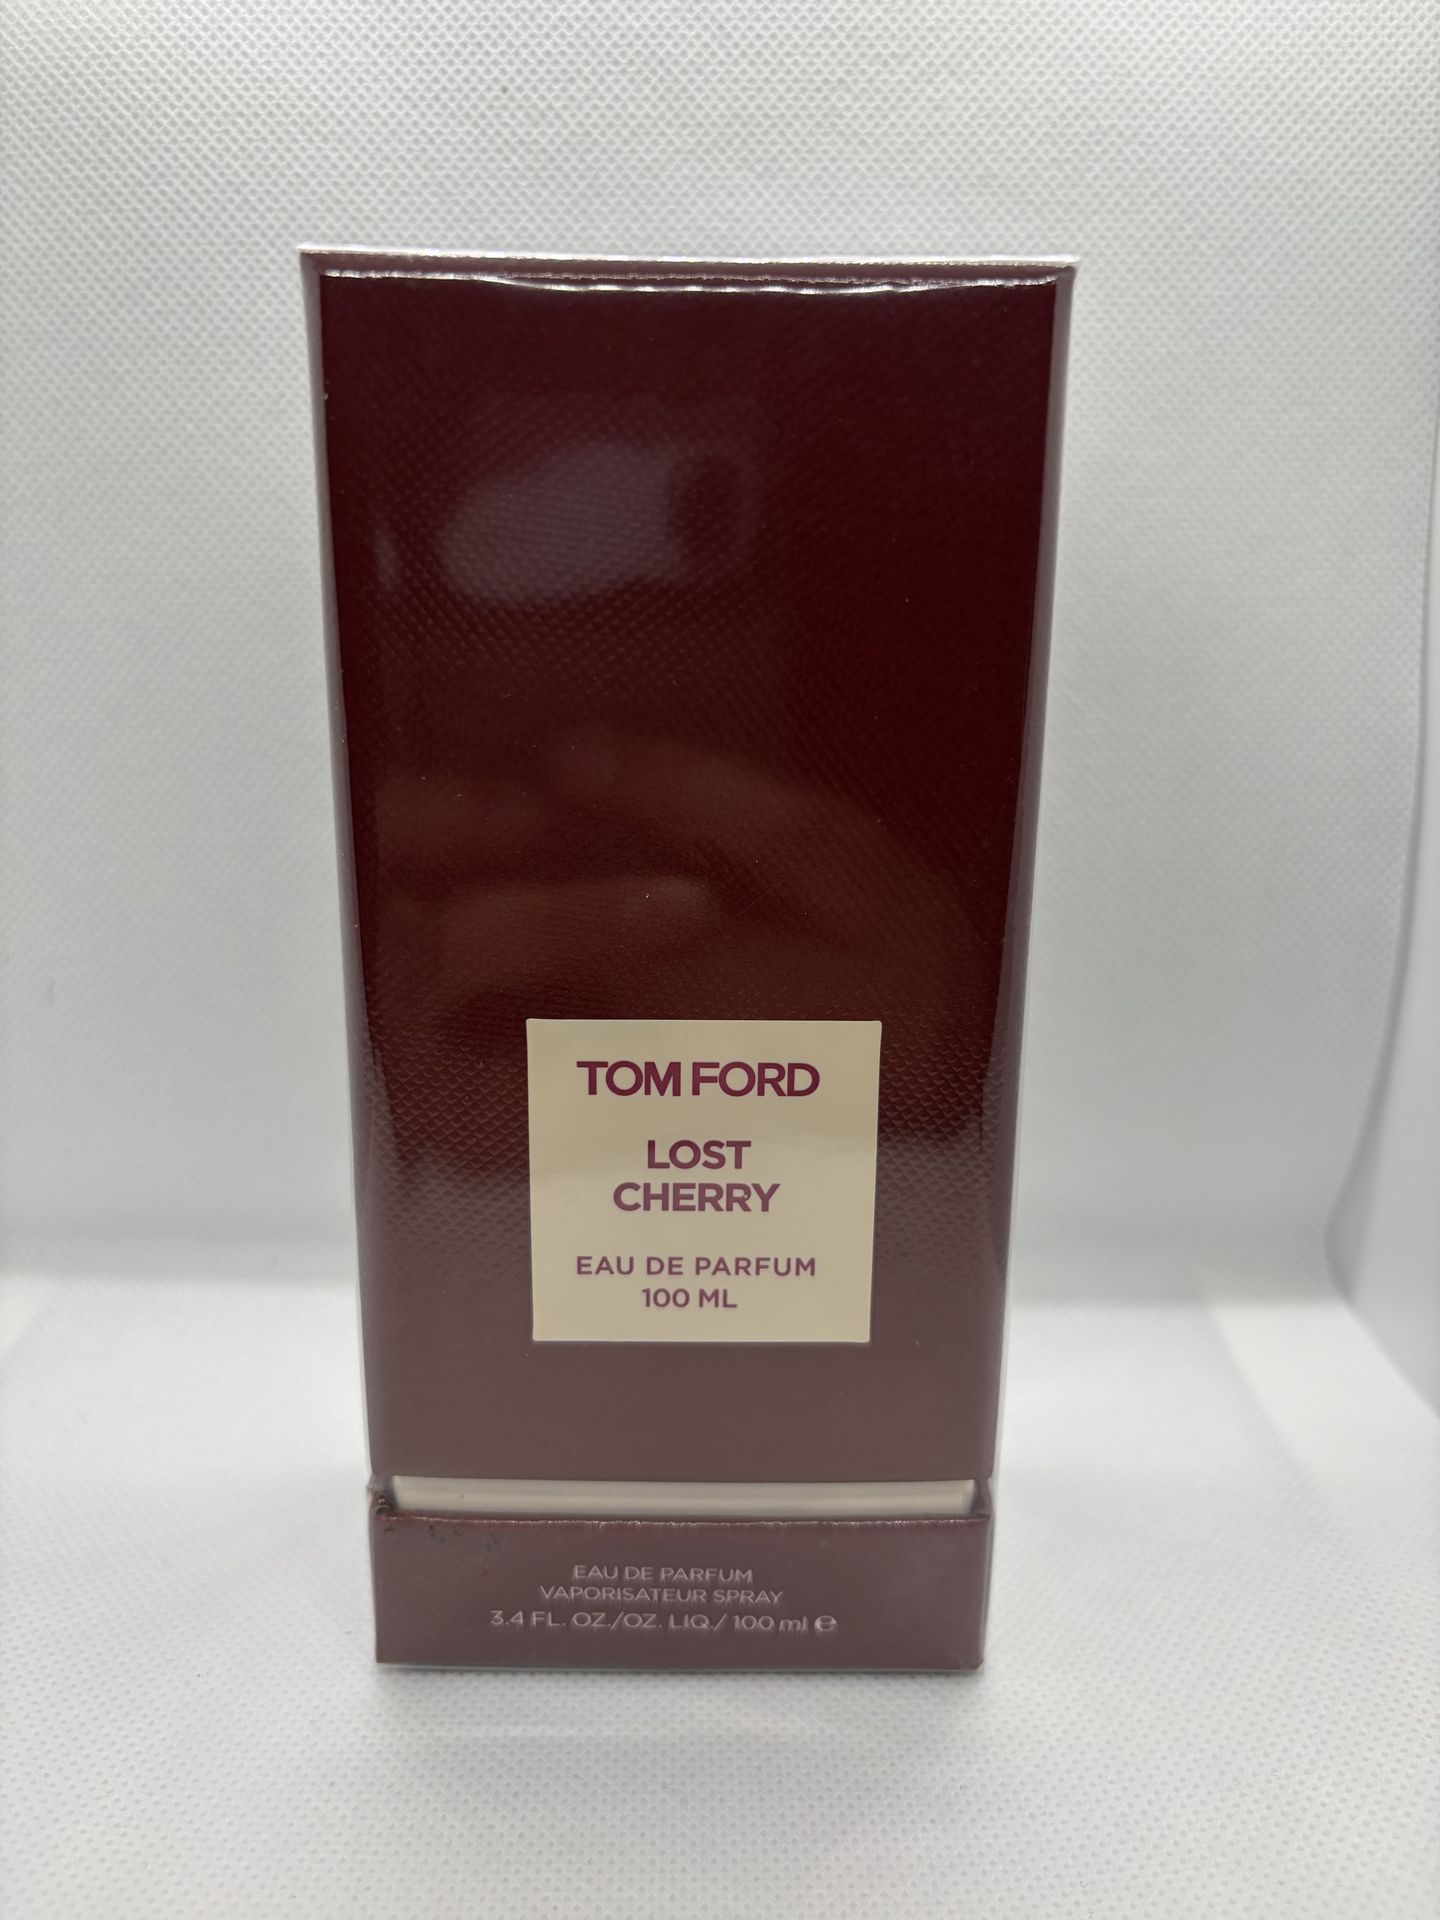 TOM FORD
LOST
CHERRY
EAU DE PARFUM
100 ML
EAU DE PARFUM
VAPORISATEUR SPRAY
3.4 FL. OZ./OZ. LIQ./ 100 ml ℮